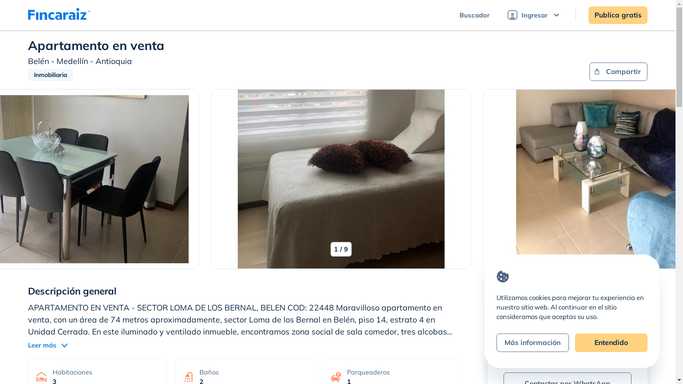 Fincaraiz
Buscador
Ingresar
Publica gratis
Apartamento en venta
Belén - Medellín - Antioquia
Inmobiliaria
Compartir
1 / 9
Descripción general
APARTAMENTO EN VENTA - SECTOR LOMA DE LOS BERNAL, BELEN COD: 22448 Maravilloso apartamento en
venta, con un área de 74 metros aproximadamente, sector Loma de los Bernal en Belén, piso 14, estrato 4 en
Unidad Cerrada. En este iluminado y ventilado inmueble, encontramos zona social de sala comedor, tres alcobas...
Leer más
Habitaciones
3
Baños
2
Parqueaderos
1
Utilizamos cookies para mejorar tu experiencia en
nuestro sitio web. Al continuar en el sitio
consideramos que aceptas su uso.
Más información
Entendido
Contactar por WhatsApp